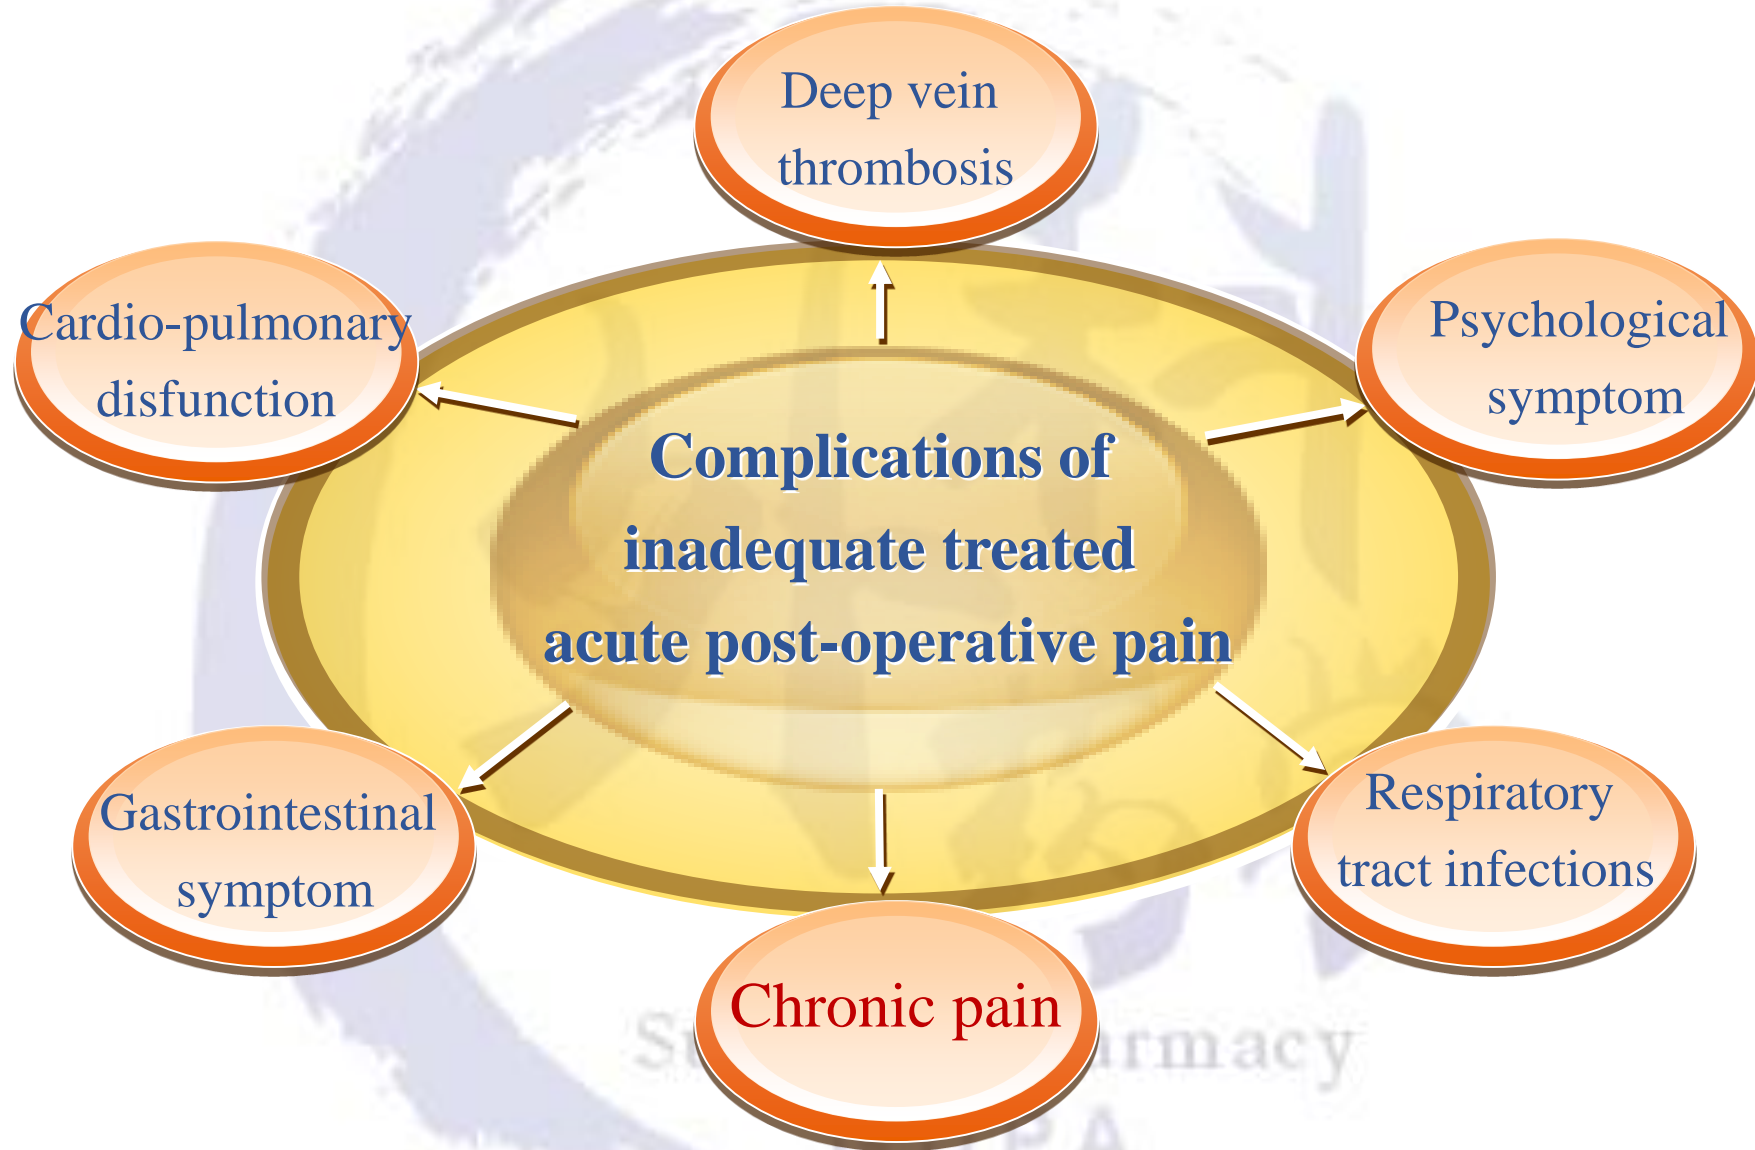 Deep vein
thrombosis
Cardio-pulmonary
disfunction
Psychological
symptom
Complications of
inadequate treated
acute post-operative pain
Gastrointestinal
symptom
Respiratory
tract infections
Chronic pain